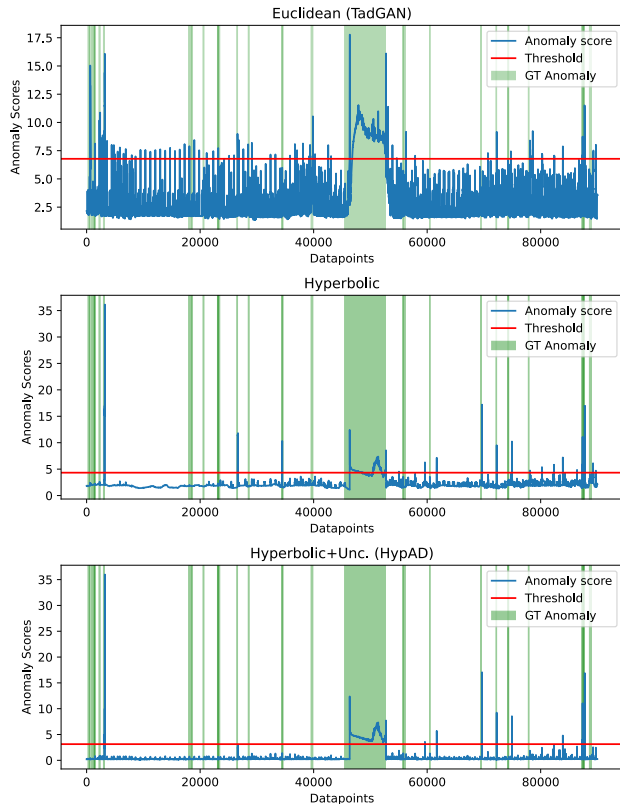 Euclidean (TadGAN)
Anomaly Scores
17.5
15.0
12.5
10.0
7.5
5.0
2.5
Anomaly score
Threshold
GT Anomaly
0
20000
40000
60000
80000
Datapoints
Hyperbolic
Anomaly Scores
35
30
25
20
15
10
5
0
Anomaly score
Threshold
GT Anomaly
0
20000
40000
60000
80000
Datapoints
Hyperbolic+Unc. (HypAD)
Anomaly Scores
35
30
25
20
15
10
5
0
Anomaly score
Threshold
GT Anomaly
0
20000
40000
60000
80000
Datapoints